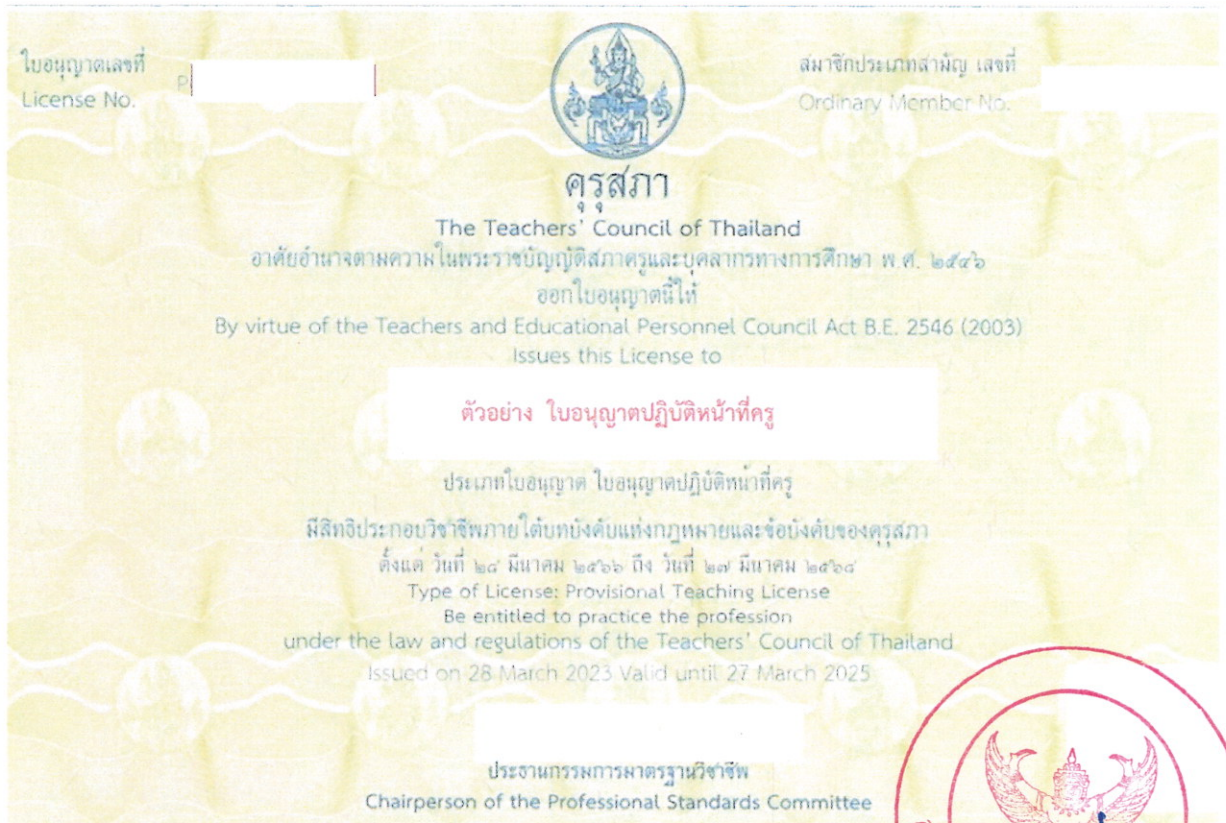 ใบอนุญาตเลขที่
License No.
P
สมาชิกประเภทสามัญ เลขที่
Ordinary Member No.
คุรุสภา
The Teachers' Council of Thailand
อาศัยอำนาจตามความในพระราชบัญญัติสภาครูและบุคลากรทางการศึกษา พ.ศ. ๒๕๔๖
ออกใบอนุญาตนี้ให้
By virtue of the Teachers and Educational Personnel Council Act B.E. 2546 (2003)
Issues this License to
ตัวอย่าง ใบอนุญาตปฏิบัติหน้าที่ครู
ประเภทใบอนุญาต ใบอนุญาตปฏิบัติหน้าที่ครู
มีสิทธิประกอบวิชาชีพภายใต้บทบังคับแห่งกฎหมายและข้อบังคับของคุรุสภา
ตั้งแต่ วันที่ ๒๘ มีนาคม ๒๕๖๖ ถึง วันที่ ๒๗ มีนาคม ๒๕๖๘
Type of License: Provisional Teaching License
Be entitled to practice the profession
under the law and regulations of the Teachers' Council of Thailand
Issued on 28 March 2023 Valid until 27 March 2025
ประธานกรรมการมาตรฐานวิชาชีพ
Chairperson of the Professional Standards Committee